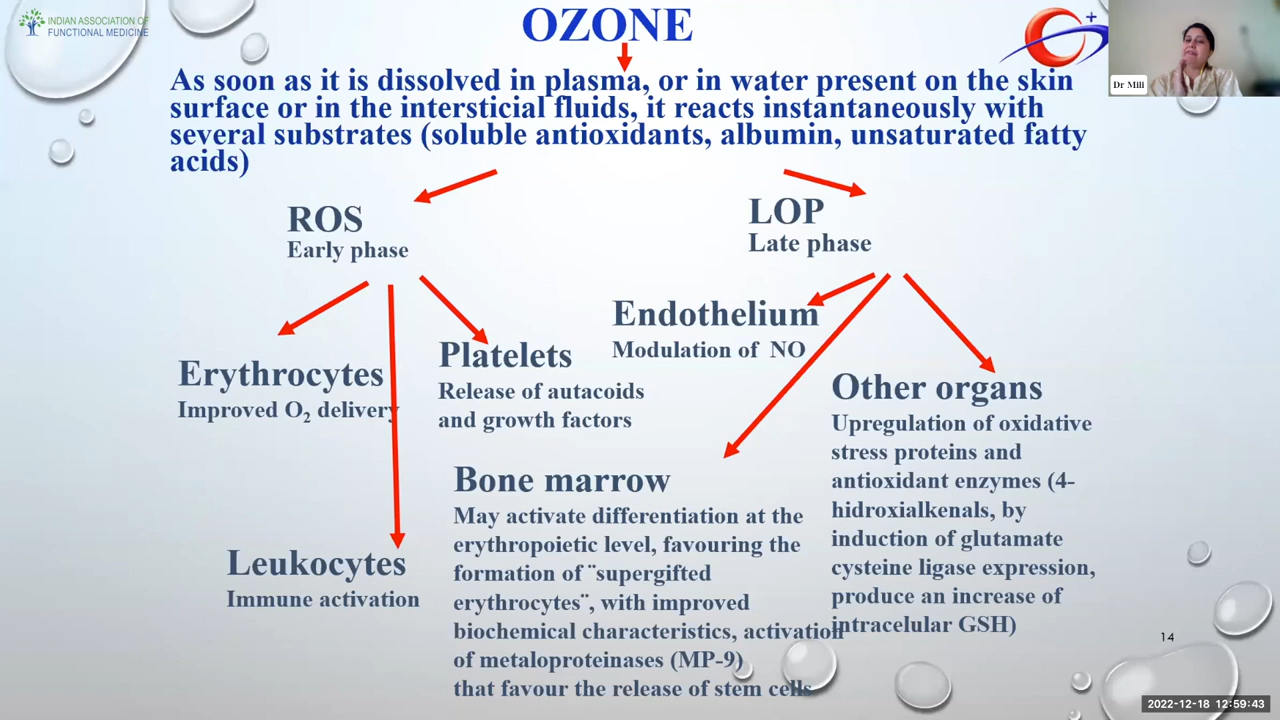 INDIAN ASSOCIATION OF
FUNCTIONAL MEDICINE
OZONE
Dr Mili
As soon as it is dissolved in plasma, or in water present on the skin
surface or in the intersticial fluids, it reacts instantaneously with
several substrates (soluble antioxidants, albumin, unsaturated fatty
acids)
ROS
Early phase
LOP
Late phase
Erythrocytes
Improved O₂ delivery
Platelets
Release of autacoids
and growth factors
Leukocytes
Immune activation
Endothelium
Modulation of NO
Bone marrow
May activate differentiation at the
erythropoietic level, favouring the
formation of ¨supergifted
erythrocytes¨, with improved
biochemical characteristics, activation
of metaloproteinases (MP-9)
that favour the release of stem cells
Other organs
Upregulation of oxidative
stress proteins and
antioxidant enzymes (4-
hidroxialkenals, by
induction of glutamate
cysteine ligase expression,
produce an increase of
intracelular GSH)
14
2022-12-18 12:59:43